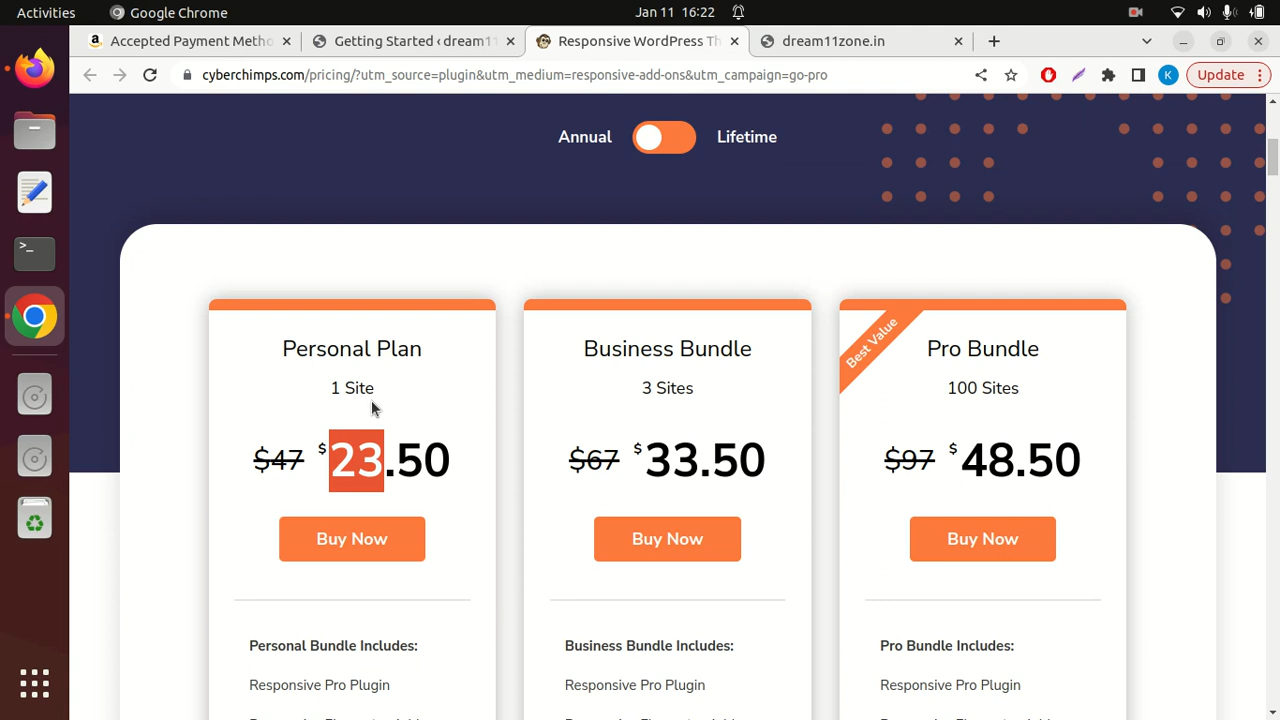 Activities
Google Chrome
Jan 11 16:22
Accepted Payment Metho
Getting Started ‹ dream11
Responsive WordPress Th
dream11zone.in
cyberchimps.com/pricing/?utm_source=plugin&utm_medium=responsive-add-ons&utm_campaign=go-pro
K
Update
Annual
Lifetime
Personal Plan
1 Site
$47 $23.50
Buy Now
Personal Bundle Includes:
Responsive Pro Plugin
Business Bundle
3 Sites
$67 $33.50
Buy Now
Business Bundle Includes:
Responsive Pro Plugin
Best Value
Pro Bundle
100 Sites
$97 $48.50
Buy Now
Pro Bundle Includes:
Responsive Pro Plugin